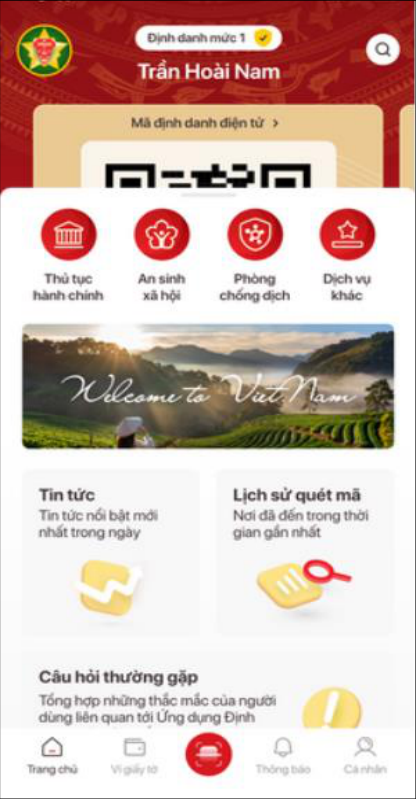 Định danh mức 1
Trần Hoài Nam
Mã định danh điện tử >
Thủ tục
hành chính
An sinh
xã hội
Phòng
chống dịch
Dịch vụ
khác
Welcome to Viet Nam
Tin tức
Tin tức nổi bật mới
nhất trong ngày
Lịch sử quét mã
Nơi đã đến trong thời
gian gần nhất
Câu hỏi thường gặp
Tổng hợp những thắc mắc của người
dùng liên quan tới Ứng dụng Định
Trang chủ
Ví giấy tờ
Thông báo
Cá nhân